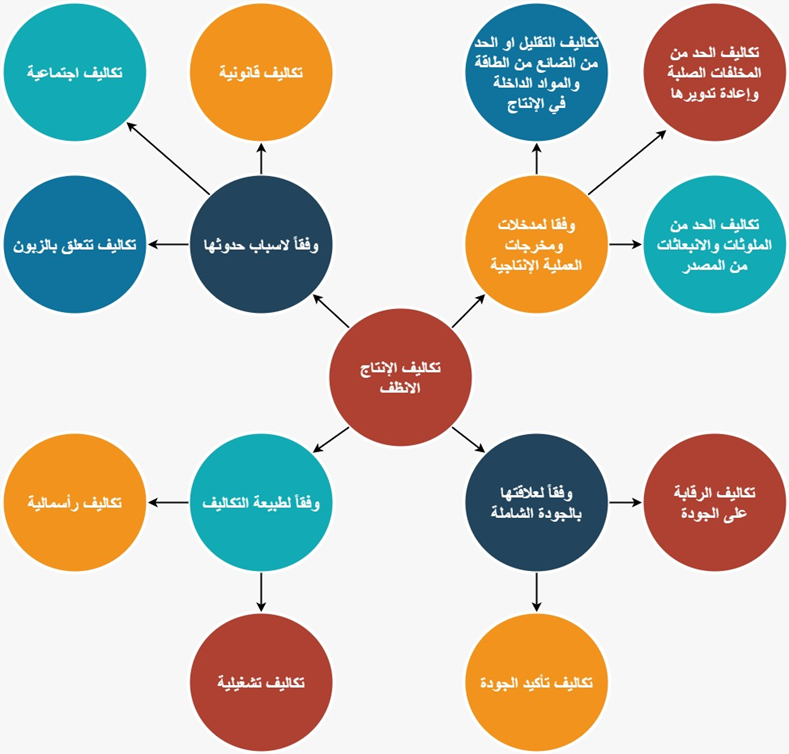 تكاليف الحد من
المخلفات الصلبة
وإعادة تدويرها
تكاليف التقليل او الحد
من الضائع من الطاقة
والمواد الداخلة
في الإنتاج
تكاليف قانونية
تكاليف اجتماعية
تكاليف الحد من
الملوثات والانبعاثات
من المصدر
وفقا لمدخلات
ومخرجات
العملية الإنتاجية
وفقاً لاسباب حدوثها
تكاليف تتعلق بالزبون
تكاليف الإنتاج
الانظف
تكاليف الرقابة
على الجودة
وفقاً لعلاقتها
بالجودة الشاملة
وفقاً لطبيعة التكاليف
تكاليف رأسمالية
تكاليف تأكيد الجودة
تكاليف تشغيلية